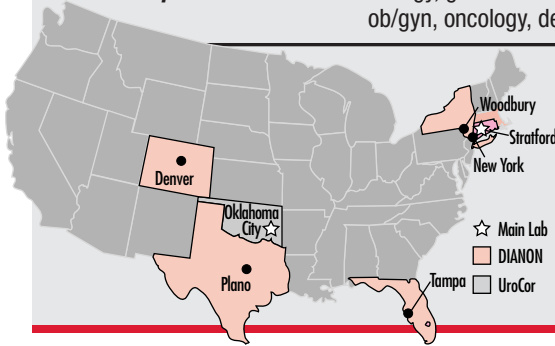 ob/gyn, oncology, de
Woodbury
Stratford
New York
Denver
Oklahoma
City
Main Lab
DIANON
Plano
Tampa
UroCor